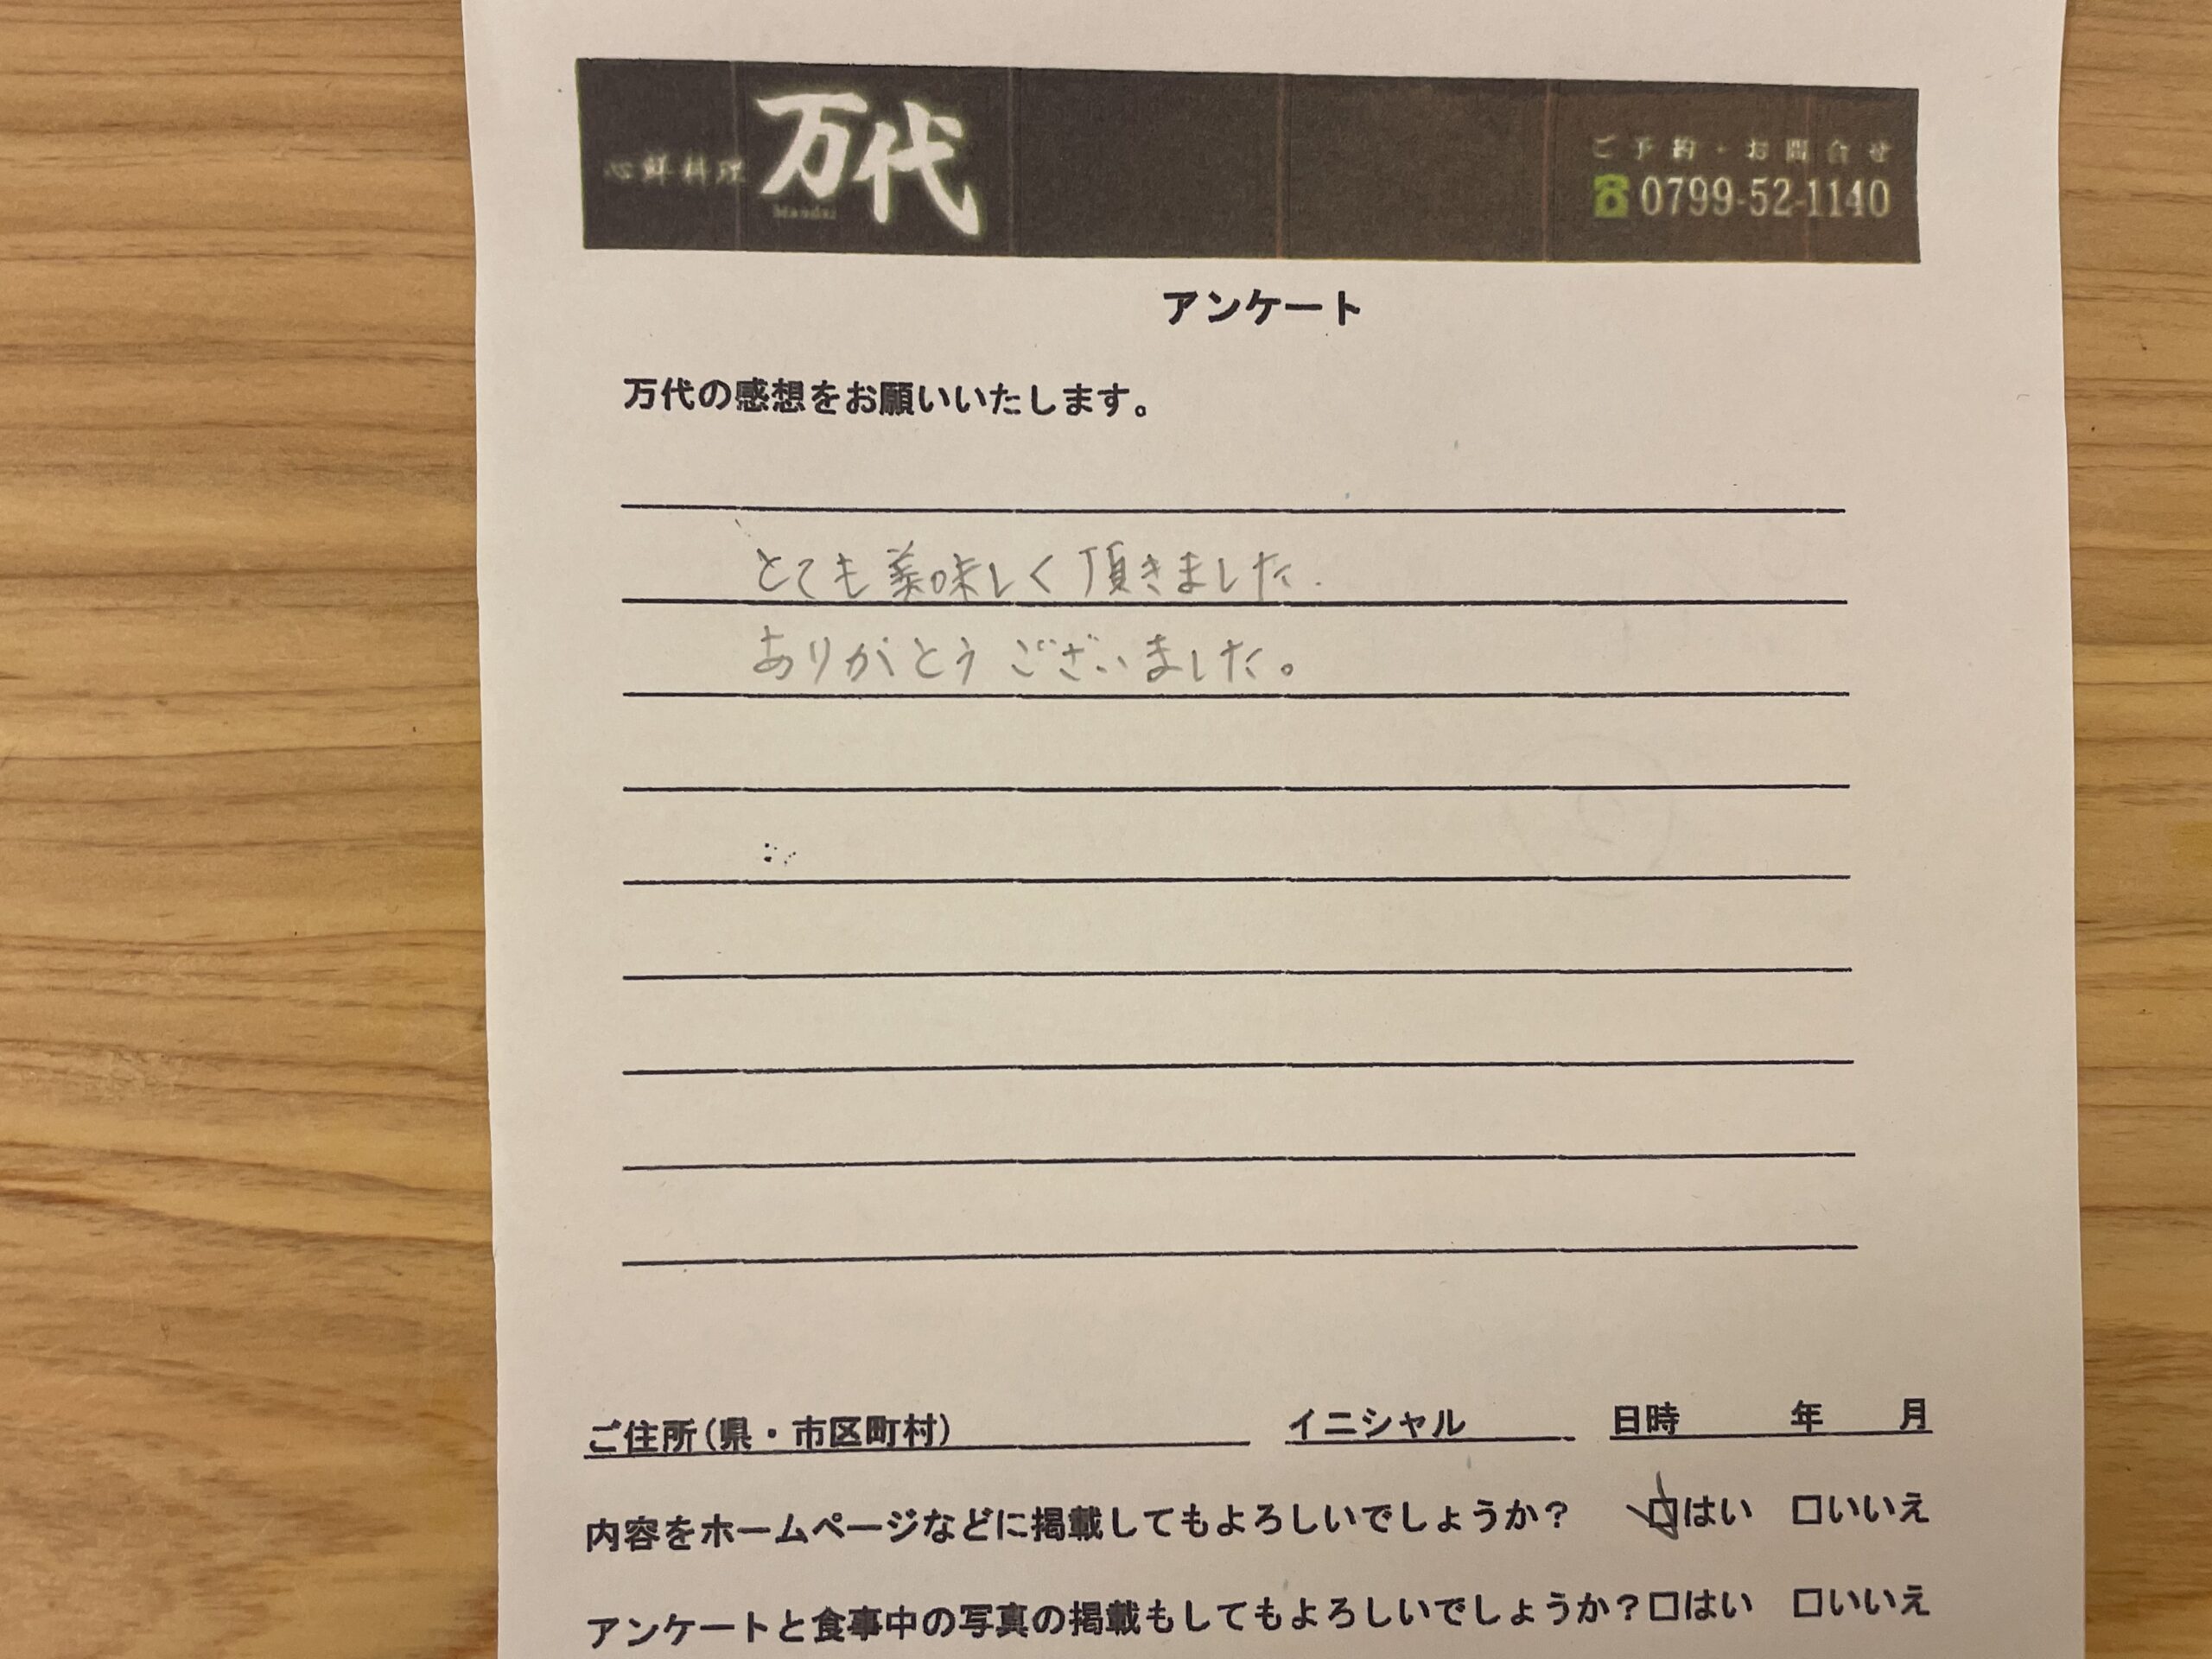 心鮮料理 万代
Mandai
ご予約・お問合せ
☎0799-52-1140
アンケート
万代の感想をお願いいたします。
とても美味しく頂きました.
ありがとうございました。
ご住所(県・市区町村) イニシャル 日時 年 月
内容をホームページなどに掲載してもよろしいでしょうか? ☑はい □いいえ
アンケートと食事中の写真の掲載もしてもよろしいでしょうか?□はい □いいえ